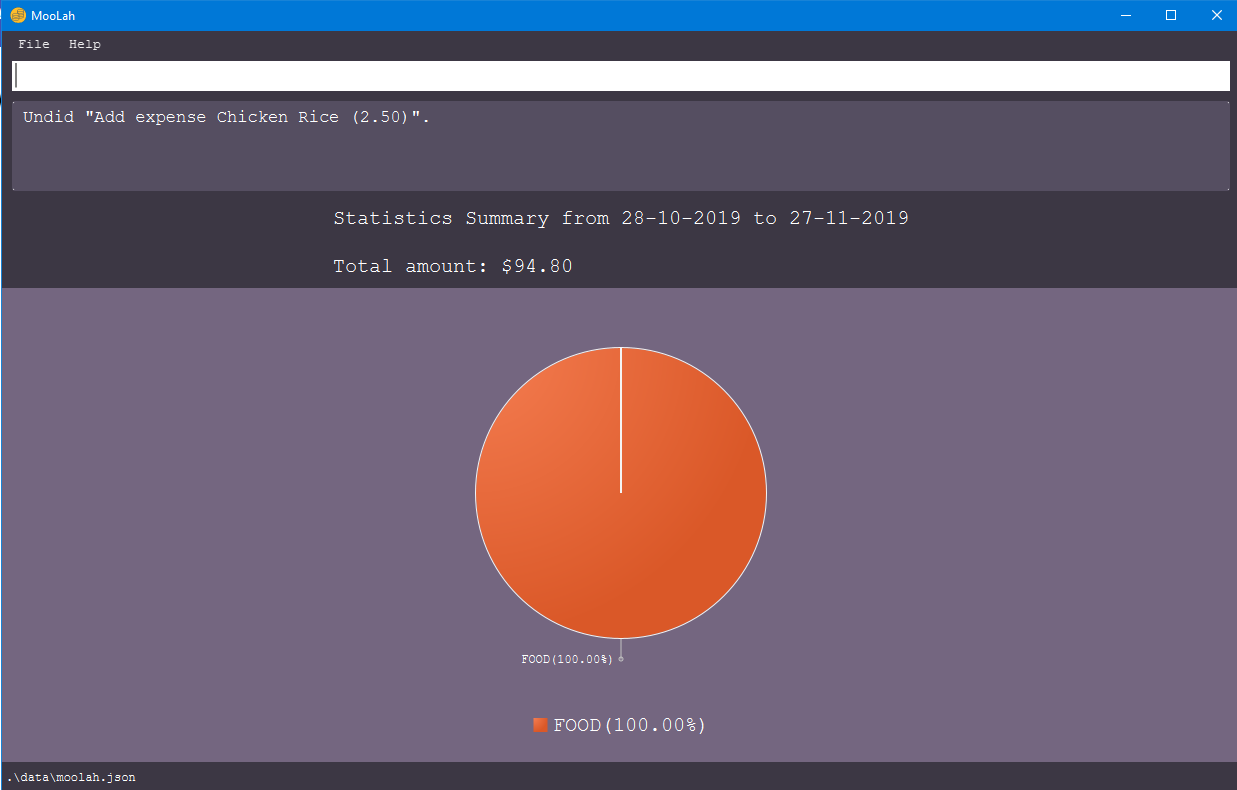 MooLah
File Help
Undid "Add expense Chicken Rice (2.50)".
Statistics Summary from 28-10-2019 to 27-11-2019
Total amount: $94.80
FOOD(100.00%)
FOOD(100.00%)
.\data\moolah.json